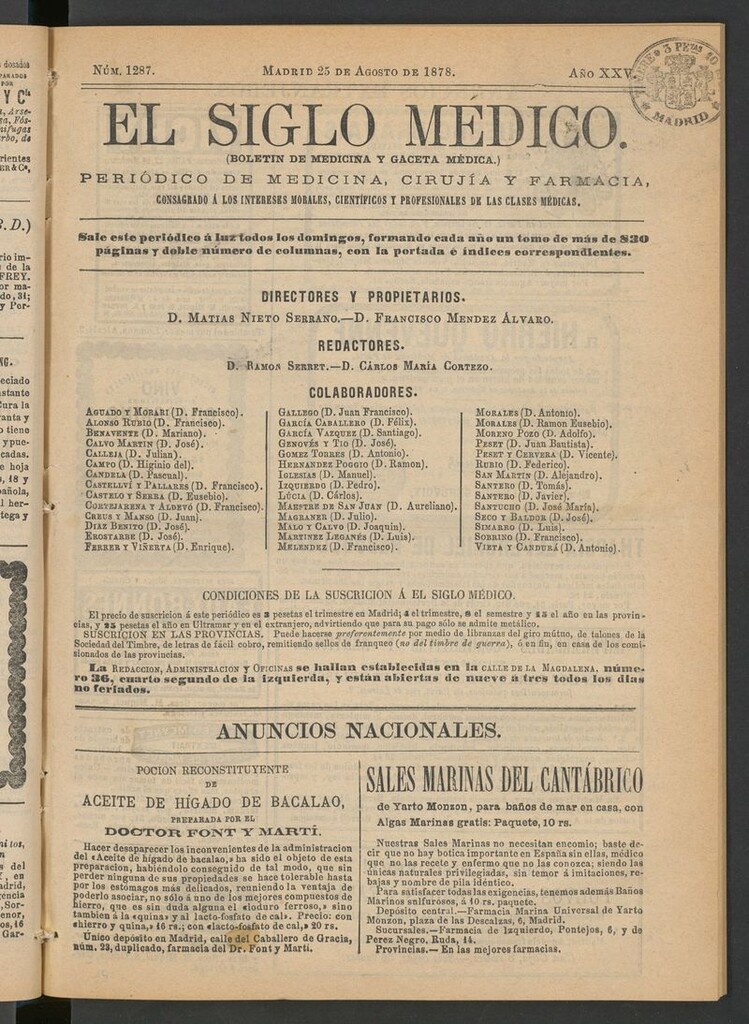 NÚM. 1287. MADRID 25 DE AGOSTO DE 1878. AÑO XXV.
3 PETAS 10
MADRID
EL SIGLO MÉDICO.
(BOLETIN DE MEDICINA Y GACETA MÉDICA.)
PERIÓDICO DE MEDICINA, CIRUJÍA Y FARMACIA,
CONSAGRADO Á LOS INTERESES MORALES, CIENTÍFICOS Y PROFESIONALES DE LAS CLASES MÉDICAS.
Sale este periódico á luz todos los domingos, formando cada año un tomo de más de 830
páginas y doble número de columnas, con la portada é índices correspondientes.
DIRECTORES Y PROPIETARIOS.
D. MATIAS NIETO SERRANO.—D. FRANCISCO MENDEZ ÁLVARO.
REDACTORES.
D. RAMON SERRET.—D. CÁRLOS MARÍA CORTEZO.
COLABORADORES.
AGUADO Y MORARI (D. Francisco).
ALONSO RUBIO (D. Francisco).
BENAVENTE (D. Mariano).
CALVO MARTIN (D. José).
CALLEJA (D. Julian).
CAMPO (D. Higinio del).
CANDELA (D. Pascual).
CASTELLVÍ Y PALLARES (D. Francisco).
CASTELO Y SERRA (D. Eusebio).
CORTEJARENA Y ALDEVÓ (D. Francisco).
CREUS Y MANSO (D. Juan).
DIAZ BENITO (D. José).
EROSTARBE (D. José).
FERRER Y VIÑERTA (D. Enrique).
GALLEGO (D. Juan Francisco).
GARCÍA CABALLERO (D. Félix).
GARCÍA VAZQUEZ (D. Santiago).
GENOVÉS Y TIO (D. José).
GOMEZ TORRES (D. Antonio).
HERNANDEZ POGGIO (D. Ramon).
IGLESIAS (D. Manuel).
IZQUIERDO (D. Pedro).
LÚCIA (D. Cárlos).
MAESTRE DE SAN JUAN (D. Aureliano).
MAGRANER (D. Julio).
MALO Y CALVO (D. Joaquin).
MARTINEZ LEGANÉS (D. Luis).
MELENDEZ (D. Francisco).
MORALES (D. Antonio).
MORALES (D. Ramon Eusebio).
MORENO POZO (D. Adolfo).
PESET (D. Juan Bautista).
PESET Y CERVERA (D. Vicente).
RUBIO (D. Federico).
SAN MARTIN (D. Alejandro).
SANTERO (D. Tomás).
SANTERO (D. Javier).
SANTUCHO (D. José María).
SECO Y BALDOR (D. José).
SIMARRO (D. Luis).
SOBRINO (D. Francisco).
VIETA Y CANDURÁ (D. Antonio).
CONDICIONES DE LA SUSCRICION Á EL SIGLO MÉDICO.
El precio de suscricion á este periódico es 3 pesetas el trimestre en Madrid; 4 el trimestre, 8 el semestre y 15 el año en las provin-
cias, y 25 pesetas el año en Ultramar y en el extranjero, advirtiendo que para su pago sólo se admite metálico.
SUSCRICION EN LAS PROVINCIAS. Puede hacerse preferentemente por medio de libranzas del giro mútuo, de talones de la
Sociedad del Timbre, de letras de fácil cobro, remitiendo sellos de franqueo (no del timbre de guerra), ó en fin, en casa de los comi-
sionados de las provincias.
LA REDACCION, ADMINISTRACION Y OFICINAS se hallan establecidas en la CALLE DE LA MAGDALENA, núme-
ro 36, cuarto segundo de la izquierda, y están abiertas de nueve á tres todos los dias
no feriados.
ANUNCIOS NACIONALES.
POCION RECONSTITUYENTE
DE
ACEITE DE HÍGADO DE BACALAO,
PREPARADA POR EL
DOCTOR FONT Y MARTÍ.
Hacer desaparecer los inconvenientes de la administracion
del «Aceite de hígado de bacalao,» ha sido el objeto de esta
preparacion, habiéndolo conseguido de tal modo, que sin
perder ninguna de sus propiedades se hace tolerable hasta
por los estómagos más delicados, reuniendo la ventaja de
poderlo asociar, no sólo á uno de los mejores compuestos de
hierro, que es sin duda alguna el «ioduro ferroso,» sino
tambien á la «quina» y al lacto-fosfato de cal». Precio: con
«hierro y quina,» 16 rs.; con «lacto-fosfato de cal,» 20 rs.
Único depósito en Madrid, calle del Caballero de Gracia,
núm. 23, duplicado, farmacia del Dr. Font y Martí.
SALES MARINAS DEL CANTÁBRICO
de Yarto Monzon, para baños de mar en casa, con
Algas Marinas gratis: Paquete, 10 rs.
Nuestras Sales Marinas no necesitan encomio; baste de-
cir que no hay botica importante en España sin ellas, médico
que no las recete y enfermo que no las conozca; siendo las
únicas naturales privilegiadas, sin temor á imitaciones, re-
bajas y nombre de pila idéntico.
Para satisfacer todas las exigencias, tenemos además Baños
Marinos sulfurosos, á 10 rs. paquete.
Depósito central.—Farmacia Marina Universal de Yarto
Monzon, plaza de las Descalzas, 6, Madrid.
Sucursales.—Farmacia de Izquierdo, Pontejos, 6, y de
Perez Negro, Ruda, 14.
Provincias.—En las mejores farmacias.